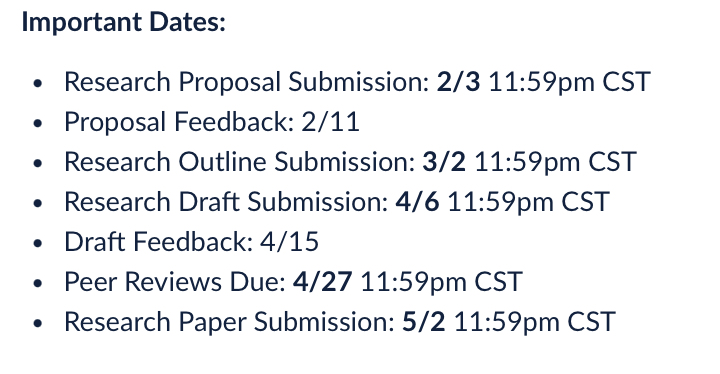 Important Dates:
• Research Proposal Submission: 2/3 11:59pm CST
• Proposal Feedback: 2/11
• Research Outline Submission: 3/2 11:59pm CST
• Research Draft Submission: 4/6 11:59pm CST
• Draft Feedback: 4/15
• Peer Reviews Due: 4/27 11:59pm CST
• Research Paper Submission: 5/2 11:59pm CST